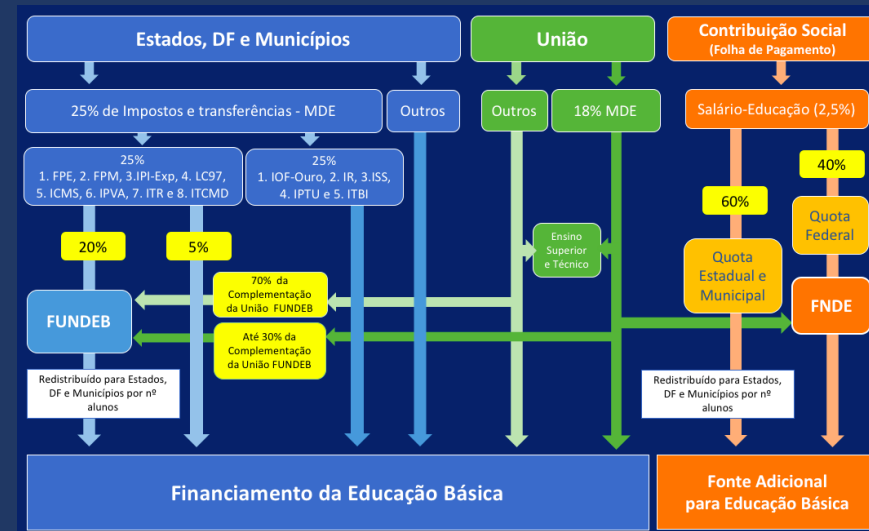 Estados, DF e Municípios
União
Contribuição Social
(Folha de Pagamento)
25% de Impostos e transferências - MDE
Outros
Outros
18% MDE
Salário-Educação (2,5%)
25%
1. FPE, 2. FPM, 3.IPI-Exp, 4. LC97,
5. ICMS, 6. IPVA, 7. ITR e 8. ITCMD
25%
1. IOF-Ouro, 2. IR, 3.ISS,
4. IPTU e 5. ITBI
40%
60%
20%
5%
Quota
Federal
Ensino
Superior
e Técnico
Quota
Estadual e
Municipal
70% da
Complementação
da União FUNDEB
FUNDEB
FNDE
Até 30% da
Complementação
da União FUNDEB
Redistribuído para Estados,
DF e Municípios por nº
alunos
Redistribuído para Estados,
DF e Municípios por nº
alunos
Financiamento da Educação Básica
Fonte Adicional
para Educação Básica